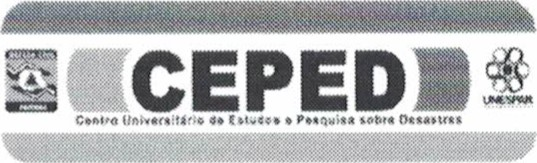 CEPED
UNESPAR
Centro Universitário de Estudos e Pesquisa sobre Desastres